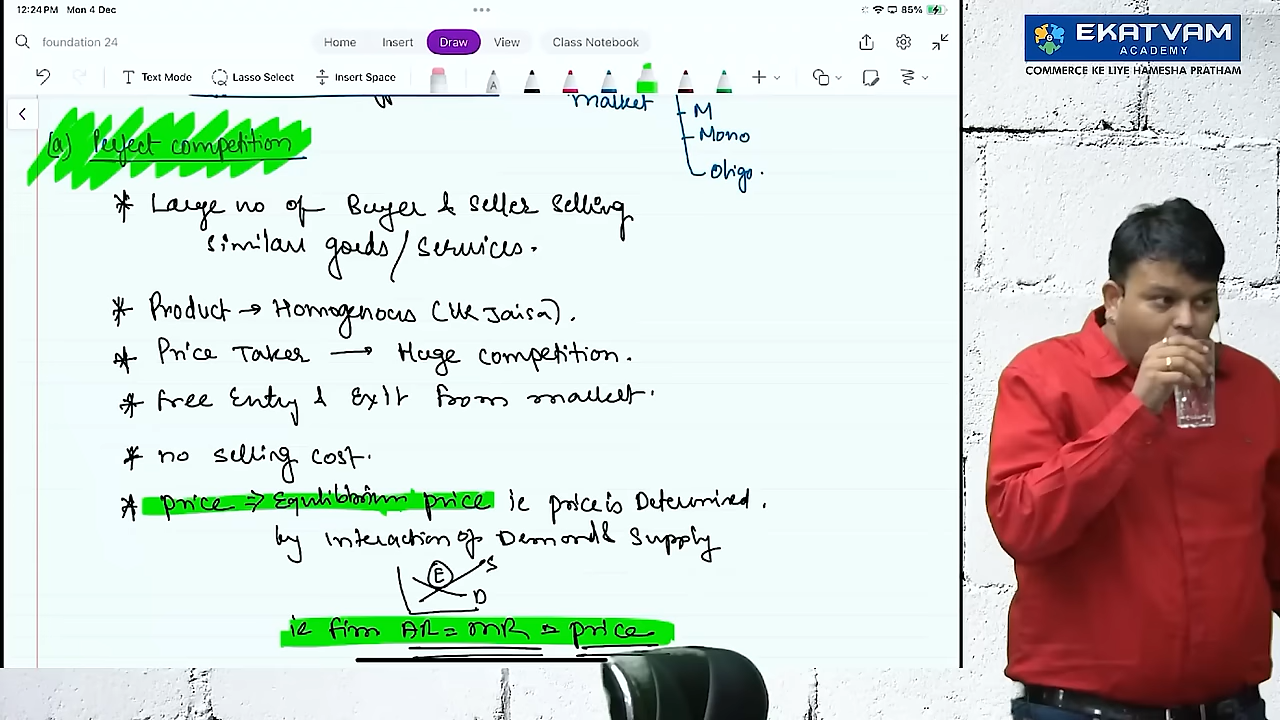 12:24 PM Mon 4 Dec
85%
EKATVAM
ACADEMY
COMMERCE KE LIYE HAMESHA PRATHAM
foundation 24
Home Insert Draw View Class Notebook
Text Mode Lasso Select Insert Space
market
M
Mono
Oligo.
(a) Perfect competition
* Large no of Buyer & Seller selling
similar goods/services.
* Product → Homogenous (Ek Jaisa).
* Price Taker → Huge competition.
* Free Entry & Exit from market.
* no selling cost.
* price ⇒ Equilibrium price ie price is Determined.
by Interaction of Demand & Supply
E
S
D
ie firm AR = MR = price